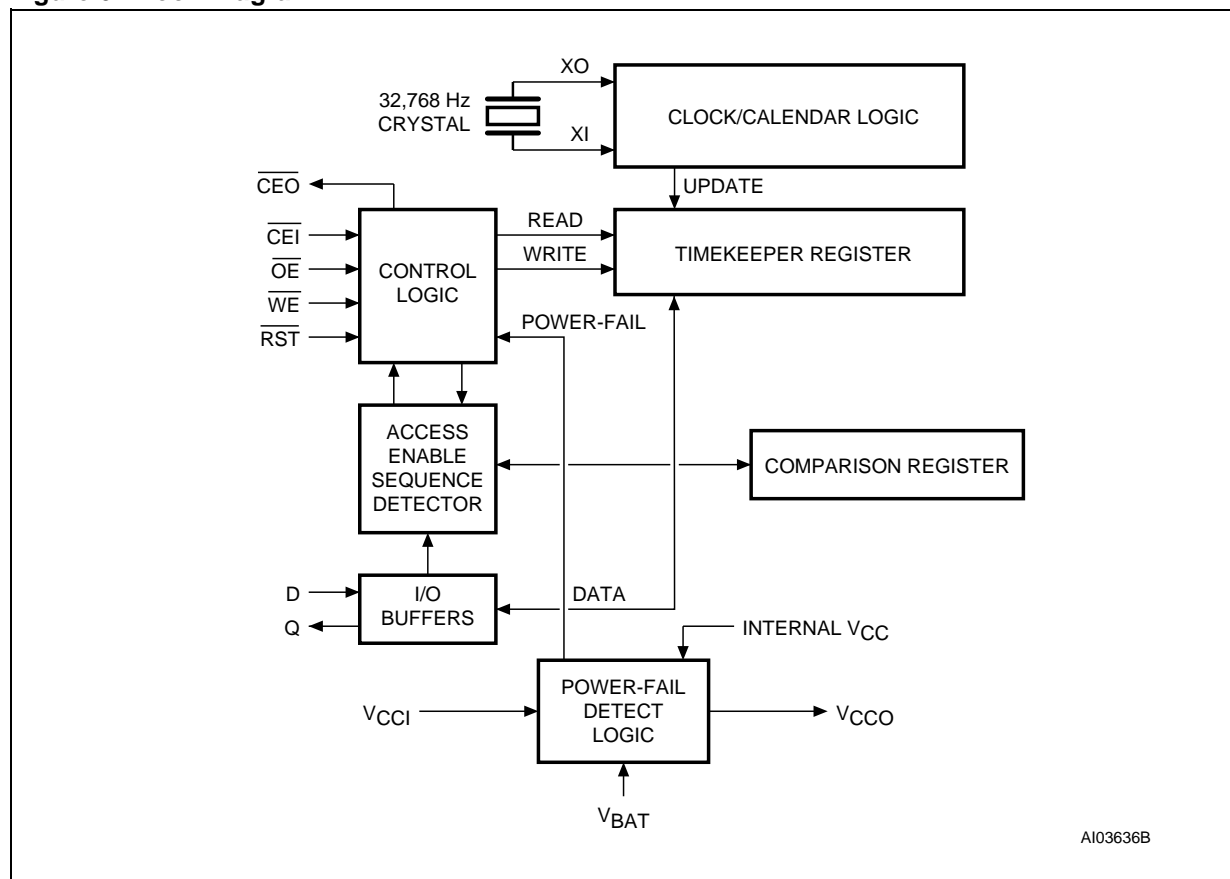 XO
32,768 Hz
CRYSTAL
XI
CLOCK/CALENDAR LOGIC
UPDATE
CEO
CEI
OE
WE
RST
CONTROL
LOGIC
READ
WRITE
POWER-FAIL
TIMEKEEPER REGISTER
ACCESS
ENABLE
SEQUENCE
DETECTOR
COMPARISON REGISTER
D
Q
I/O
BUFFERS
DATA
INTERNAL VCC
VCCI
POWER-FAIL
DETECT
LOGIC
VCCO
VBAT
AI03636B